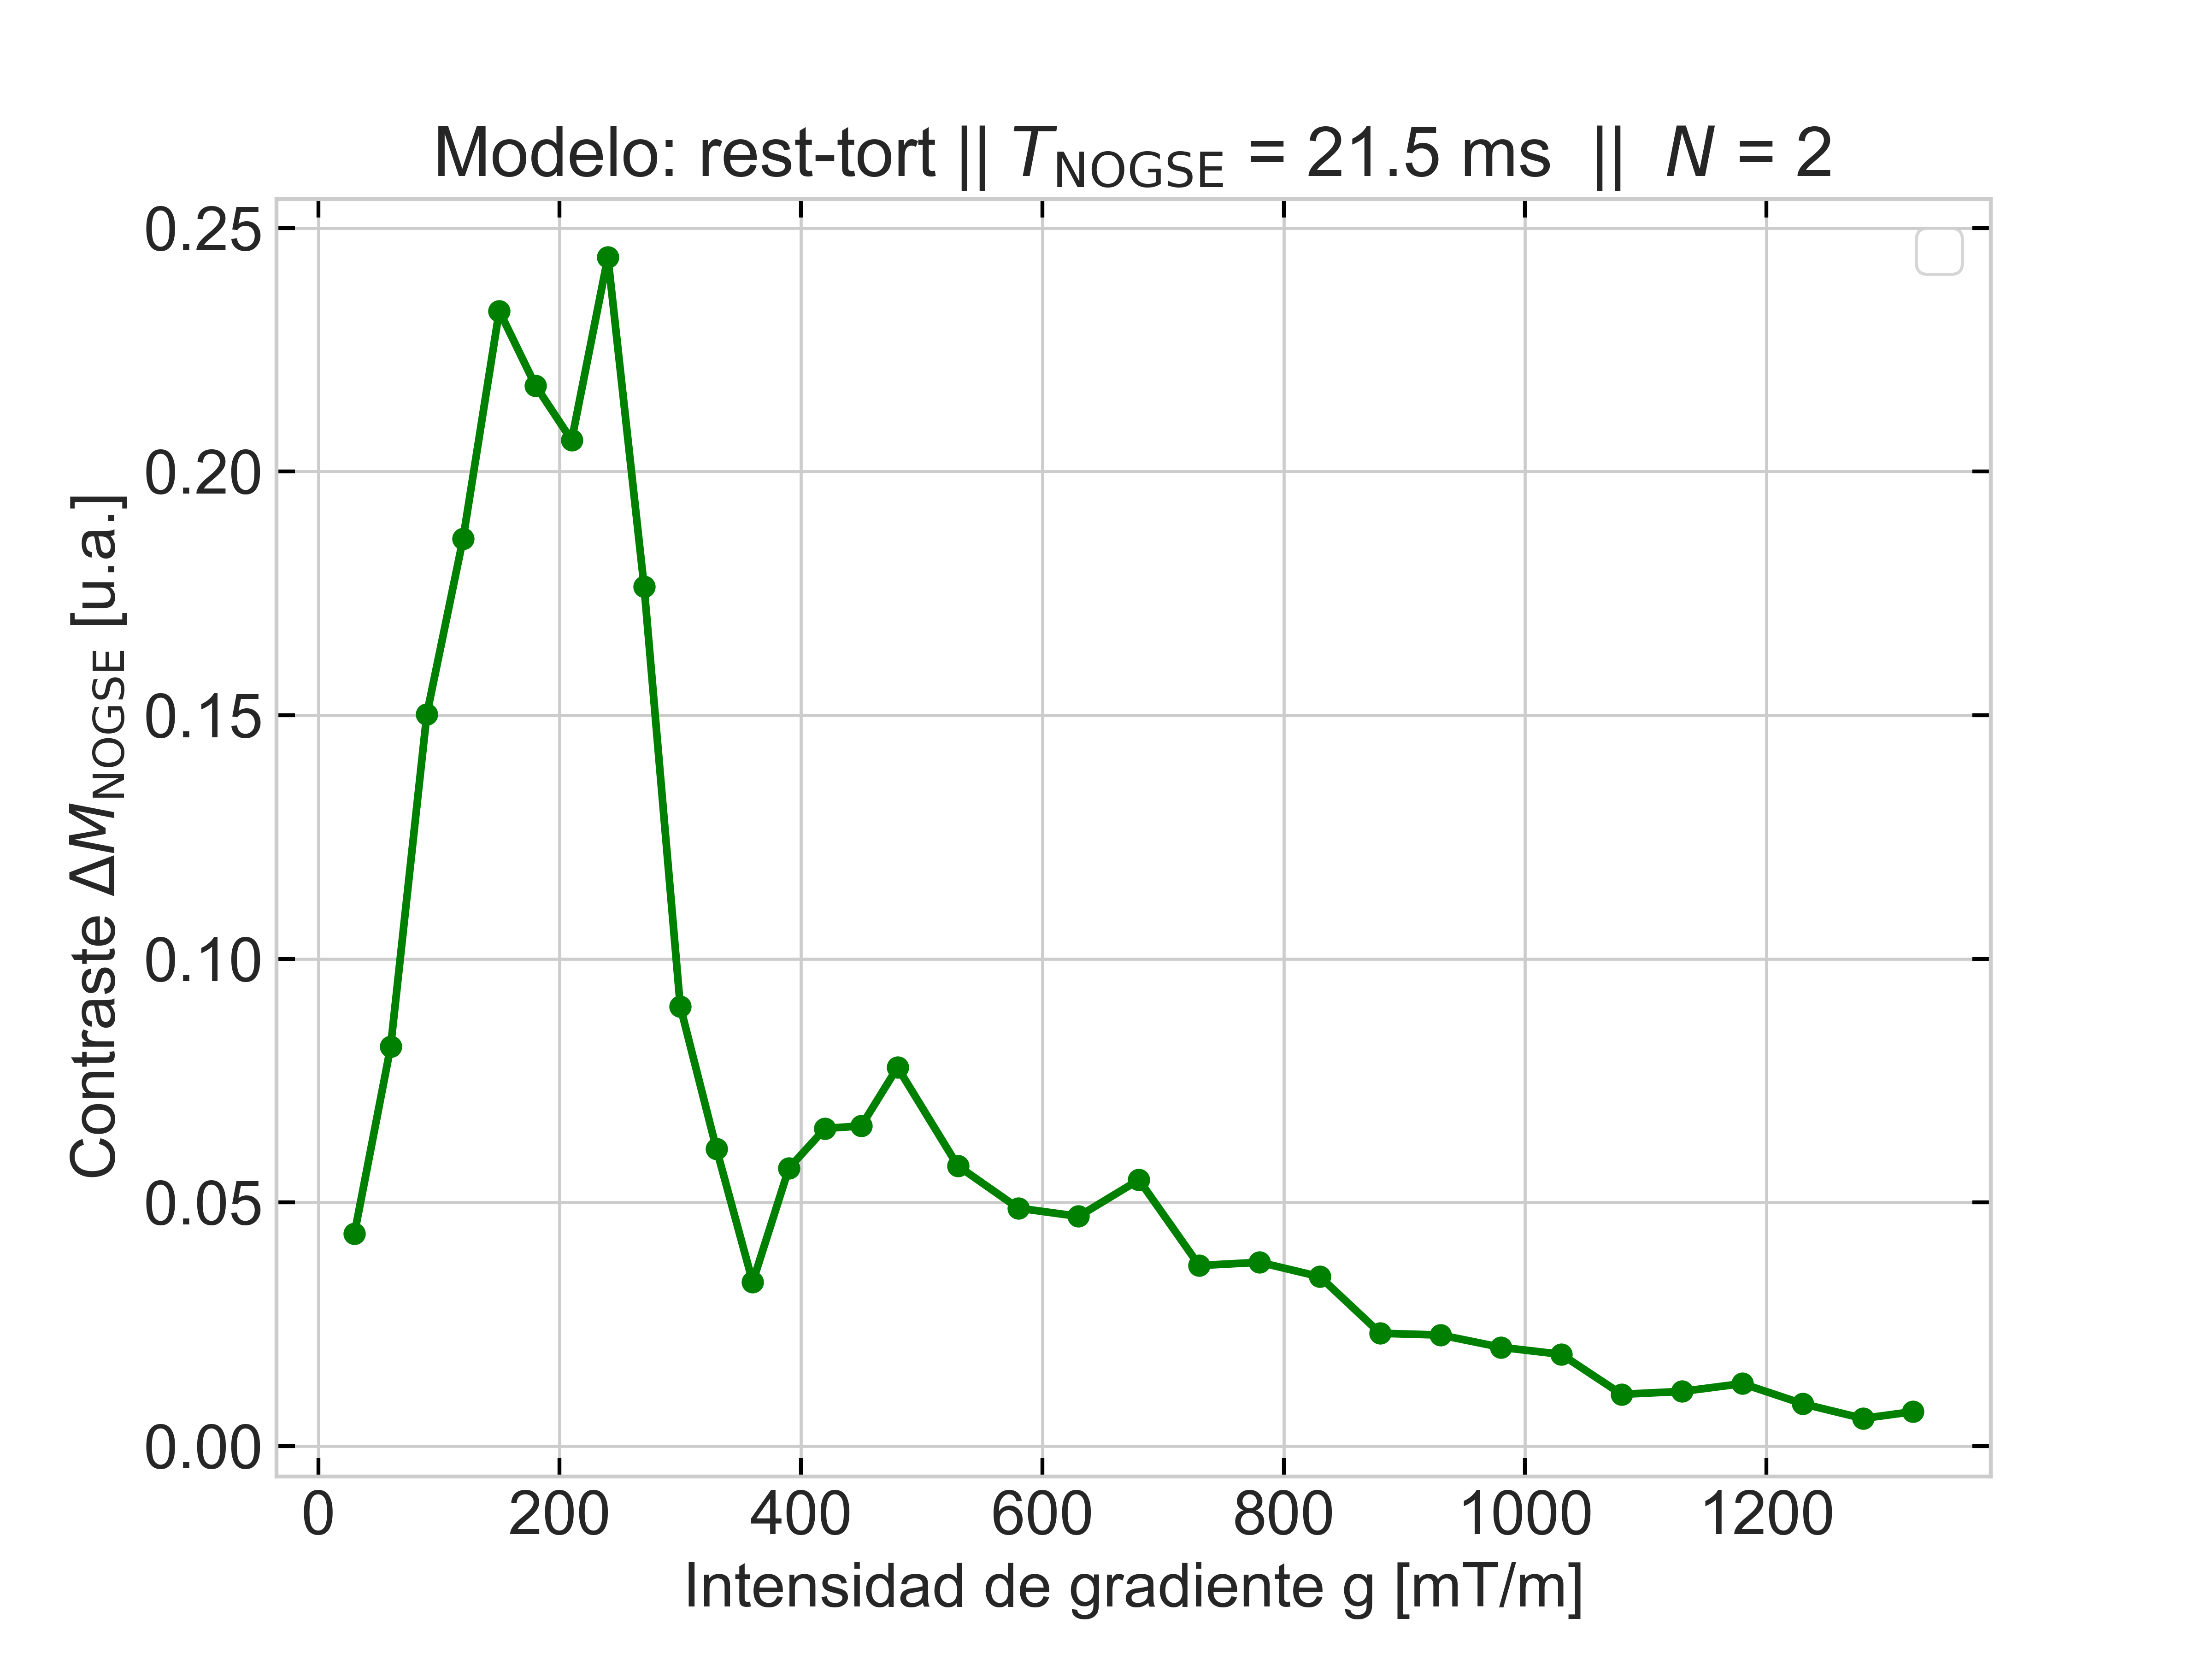 Modelo: rest-tort || T_NOGSE = 21.5 ms || N = 2
0.25
0.20
0.15
0.10
0.05
0.00
Contraste ΔM_NOGSE [u.a.]
0 200 400 600 800 1000 1200
Intensidad de gradiente g [mT/m]